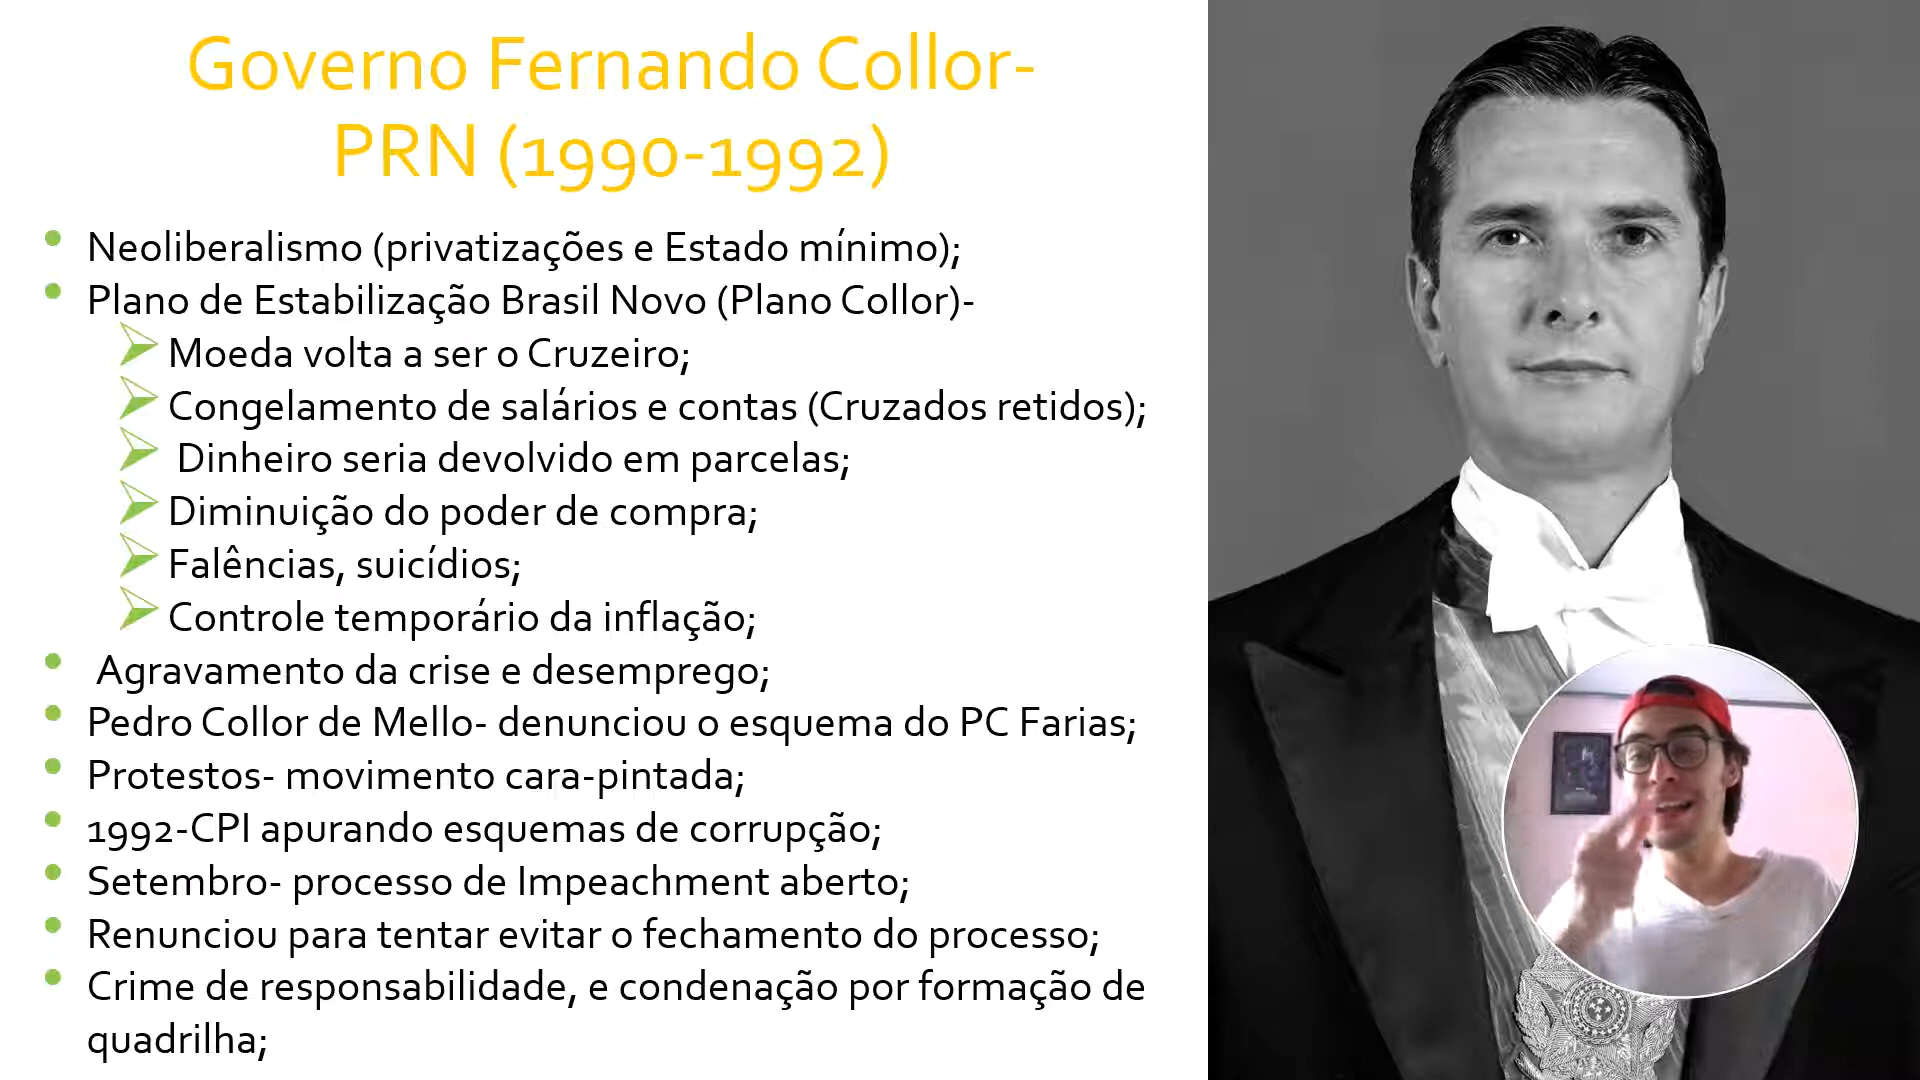 Governo Fernando Collor-
PRN (1990-1992)
Neoliberalismo (privatizações e Estado mínimo);
Plano de Estabilização Brasil Novo (Plano Collor)-
Moeda volta a ser o Cruzeiro;
Congelamento de salários e contas (Cruzados retidos);
Dinheiro seria devolvido em parcelas;
Diminuição do poder de compra;
Falências, suicídios;
Controle temporário da inflação;
Agravamento da crise e desemprego;
Pedro Collor de Mello- denunciou o esquema do PC Farias;
Protestos- movimento cara-pintada;
1992-CPI apurando esquemas de corrupção;
Setembro- processo de Impeachment aberto;
Renunciou para tentar evitar o fechamento do processo;
Crime de responsabilidade, e condenação por formação de
quadrilha;